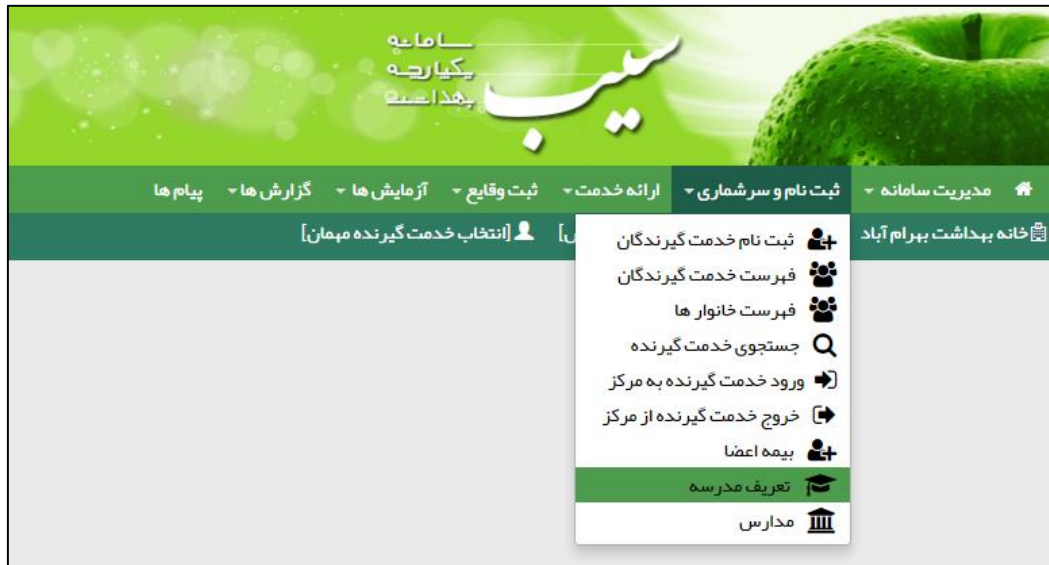 سامانه
یکپارچه
بهداشت
سیب
مدیریت سامانه ثبت نام و سرشماری ارائه خدمت ثبت وقایع آزمایش ها گزارش ها پیام ها
خانه بهداشت بهرام آباد [انتخاب خدمت گیرنده مهمان]
ثبت نام خدمت گیرندگان
فهرست خدمت گیرندگان
فهرست خانوار ها
جستجوی خدمت گیرنده
ورود خدمت گیرنده به مرکز
خروج خدمت گیرنده از مرکز
بیمه اعضا
تعریف مدرسه
مدارس